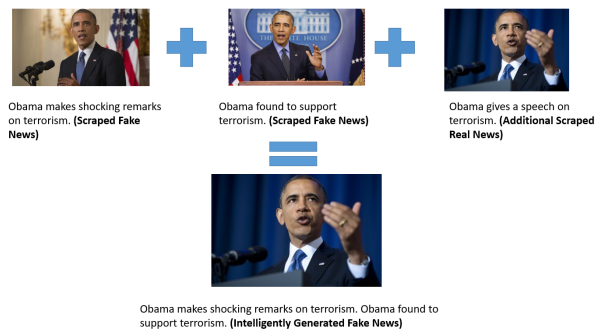 THE WHITE HOUSE
Obama makes shocking remarks
on terrorism. (Scraped Fake
News)
Obama found to support
terrorism. (Scraped Fake News)
Obama gives a speech on
terrorism. (Additional Scraped
Real News)
Obama makes shocking remarks on terrorism. Obama found to
support terrorism. (Intelligently Generated Fake News)